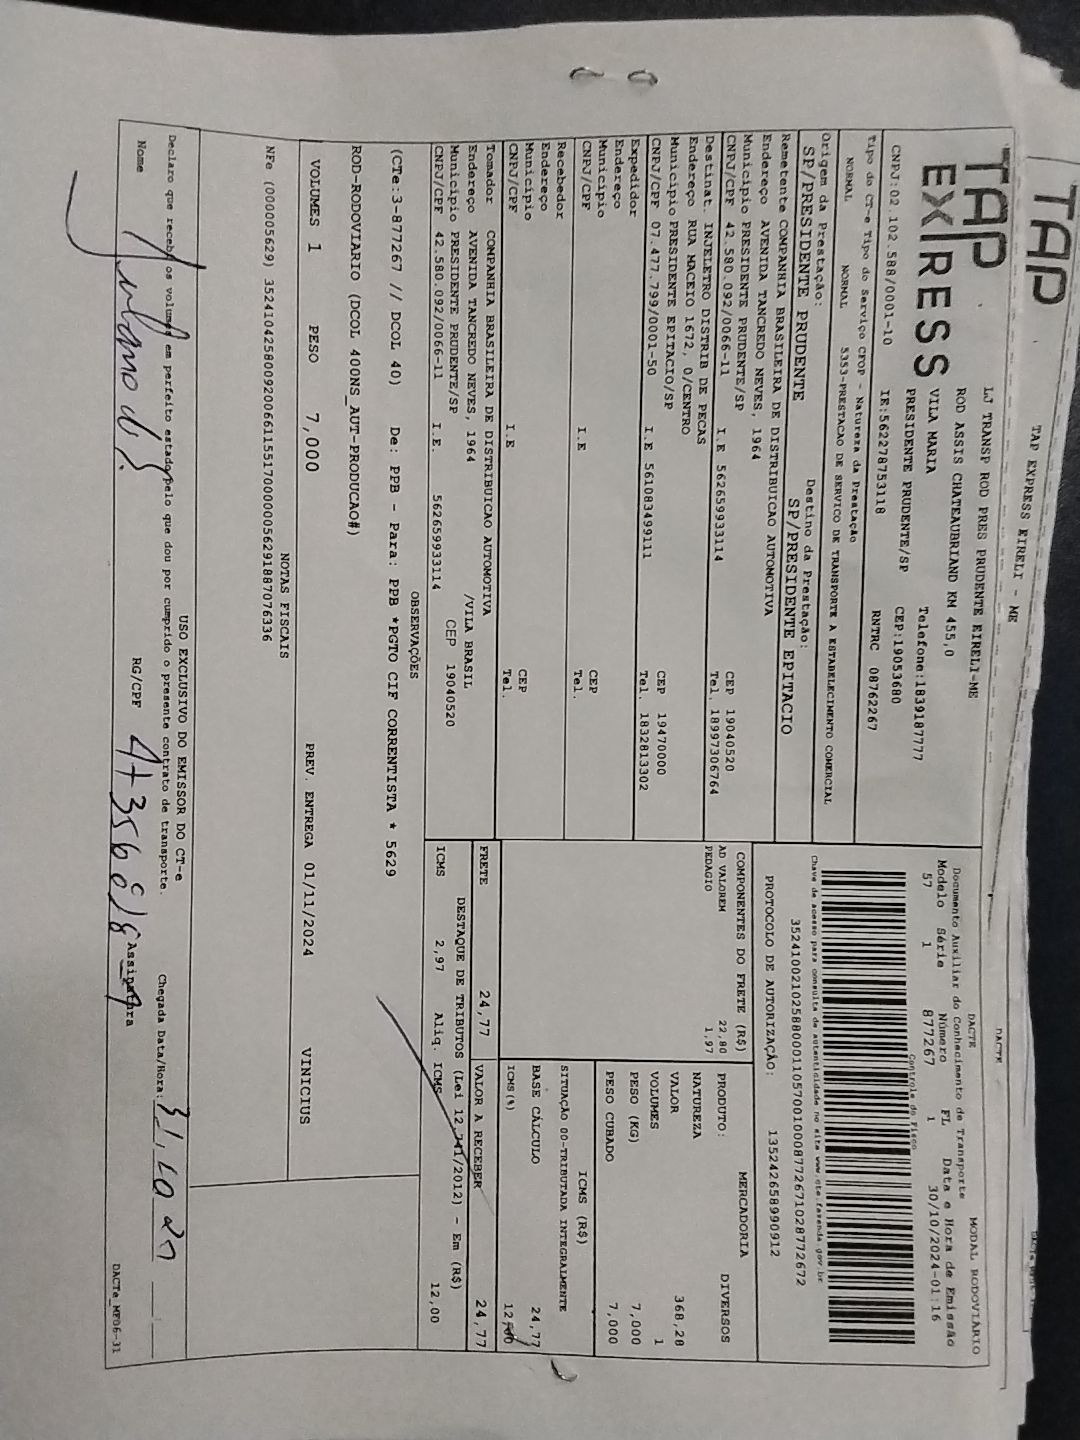 TAP
TAP EXPRESS EIRELI - ME
DACTE
TAP
EXPRESS
LJ TRANSP ROD PRES PRUDENTE EIRELI-ME
ROD ASSIS CHATEAUBRIAND KM 455,0
VILA MARIA Telefone:1839187777
PRESIDENTE PRUDENTE/SP CEP:19053680
CNPJ:02.102.588/0001-10 IE:562278753118 RNTRC 08762267
DACTE MODAL RODOVIÁRIO
Documento Auxiliar do Conhecimento de Transporte
Modelo Série Número FL Data e Hora de Emissão
57 1 877267 1 30/10/2024-01:16
Controle do Fisco
Tipo do CT-e Tipo do Serviço CFOP - Natureza da Prestação
NORMAL NORMAL 5353-PRESTACAO DE SERVICO DE TRANSPORTE A ESTABELECIMENTO COMERCIAL
Chave de acesso para consulta de autenticidade no site www.cte.fazenda.gov.br
35241002102588000110570010008772671028772672
PROTOCOLO DE AUTORIZAÇÃO: 135242658990912
Origem da Prestação: Destino da Prestação:
SP/PRESIDENTE PRUDENTE SP/PRESIDENTE EPITACIO
Remetente COMPANHIA BRASILEIRA DE DISTRIBUICAO AUTOMOTIVA
Endereço AVENIDA TANCREDO NEVES, 1964
Município PRESIDENTE PRUDENTE/SP CEP 19040520
CNPJ/CPF 42.580.092/0066-11 I.E 562659933114 Tel. 18997306764
Destinat. INJELETRO DISTRIB DE PECAS
Endereço RUA MACEIO 1672, 0/CENTRO
Município PRESIDENTE EPITACIO/SP CEP 19470000
CNPJ/CPF 07.477.799/0001-50 I.E 561083499111 Tel. 1832813302
Expedidor
Endereço
Município CEP
CNPJ/CPF I.E Tel.
Recebedor
Endereço
Município CEP
CNPJ/CPF I.E Tel.
Tomador COMPANHIA BRASILEIRA DE DISTRIBUICAO AUTOMOTIVA
Endereço AVENIDA TANCREDO NEVES, 1964 /VILA BRASIL
Município PRESIDENTE PRUDENTE/SP CEP 19040520
CNPJ/CPF 42.580.092/0066-11 I.E. 562659933114
COMPONENTES DO FRETE (R$)
AD VALOREM 22,80
PEDAGIO 1,97
MERCADORIA
PRODUTO: DIVERSOS
NATUREZA
VALOR 368,28
VOLUMES 1
PESO (KG) 7,000
PESO CUBADO 7,000
ICMS (R$)
SITUAÇÃO 00-TRIBUTADA INTEGRALMENTE
BASE CÁLCULO 24,77
ICMS(%) 12,00
FRETE 24,77 VALOR A RECEBER 24,77
DESTAQUE DE TRIBUTOS (Lei 12.741/2012) - Em (R$)
ICMS 2,97 Aliq. ICMS 12,00
OBSERVAÇÕES
(CTe:3-877267 // DCOL 40) De: PPB - Para: PPB *PGTO CIF CORRENTISTA * 5629
ROD-RODOVIARIO (DCOL 400NS_AUT-PRODUCAO#)
VOLUMES 1 PESO 7,000 PREV. ENTREGA 01/11/2024 VINICIUS
NOTAS FISCAIS
NFe (000005629) 35241042580092006611551700000056291887076336
USO EXCLUSIVO DO EMISSOR DO CT-e
Declaro que recebi os volumes em perfeito estado pelo que dou por cumprido o presente contrato de transporte. Chegada Data/Hora:
Nome RG/CPF Assinatura
DACTe_MF06-31